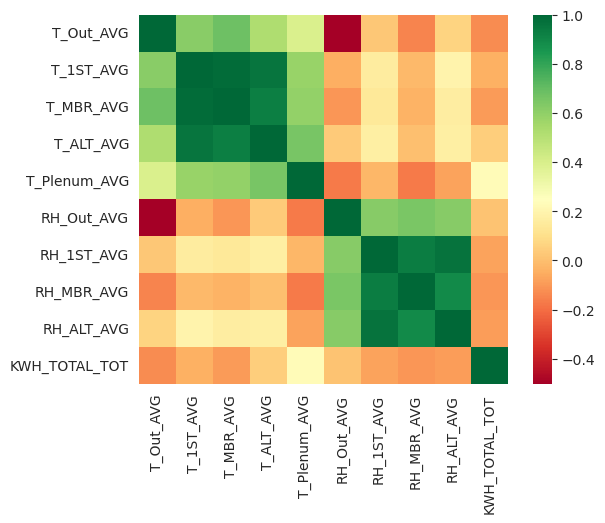 T_Out_AVG
T_1ST_AVG
T_MBR_AVG
T_ALT_AVG
T_Plenum_AVG
RH_Out_AVG
RH_1ST_AVG
RH_MBR_AVG
RH_ALT_AVG
KWH_TOTAL_TOT
T_Out_AVG
T_1ST_AVG
T_MBR_AVG
T_ALT_AVG
T_Plenum_AVG
RH_Out_AVG
RH_1ST_AVG
RH_MBR_AVG
RH_ALT_AVG
KWH_TOTAL_TOT
1.0
0.8
0.6
0.4
0.2
0.0
−0.2
−0.4